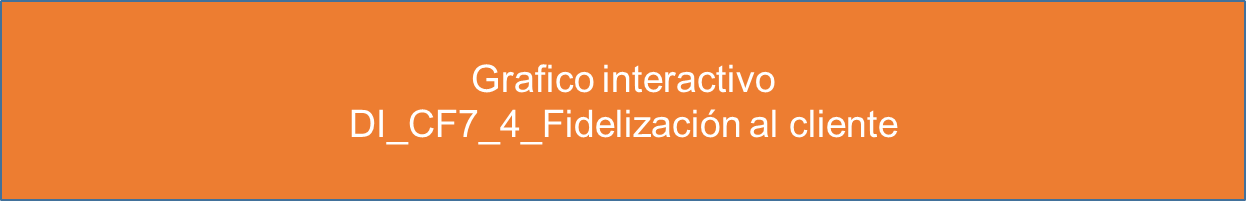 Grafico interactivo
DI_CF7_4_Fidelización al cliente